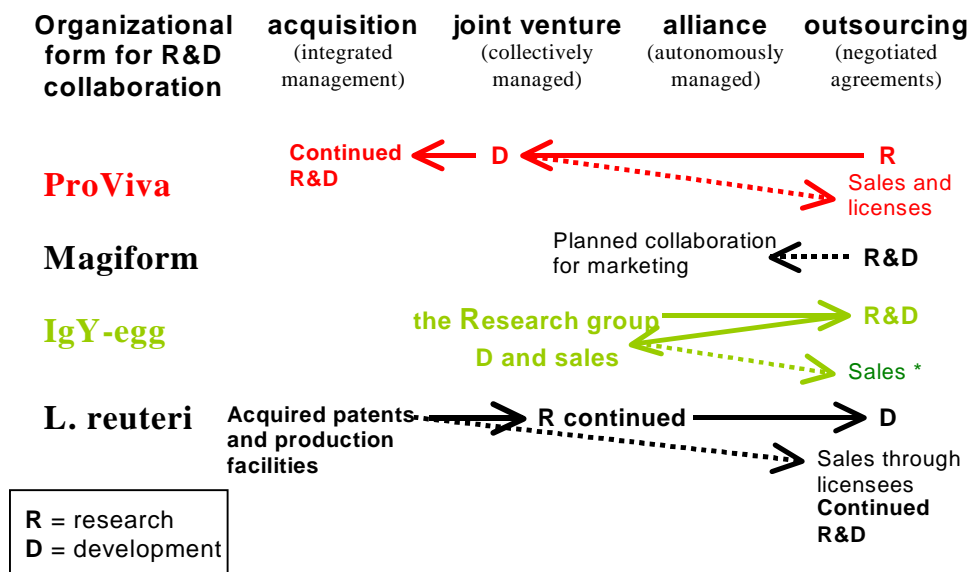 Organizational
form for R&D
collaboration
acquisition
(integrated
management)
joint venture
(collectively
managed)
alliance
(autonomously
managed)
outsourcing
(negotiated
agreements)
ProViva
Continued
R&D
D
R
Sales and
licenses
Magiform
Planned collaboration
for marketing
R&D
IgY-egg
the Research group
D and sales
R&D
Sales *
L. reuteri
Acquired patents
and production
facilities
R continued
D
Sales through
licensees
Continued
R&D
R = research
D = development